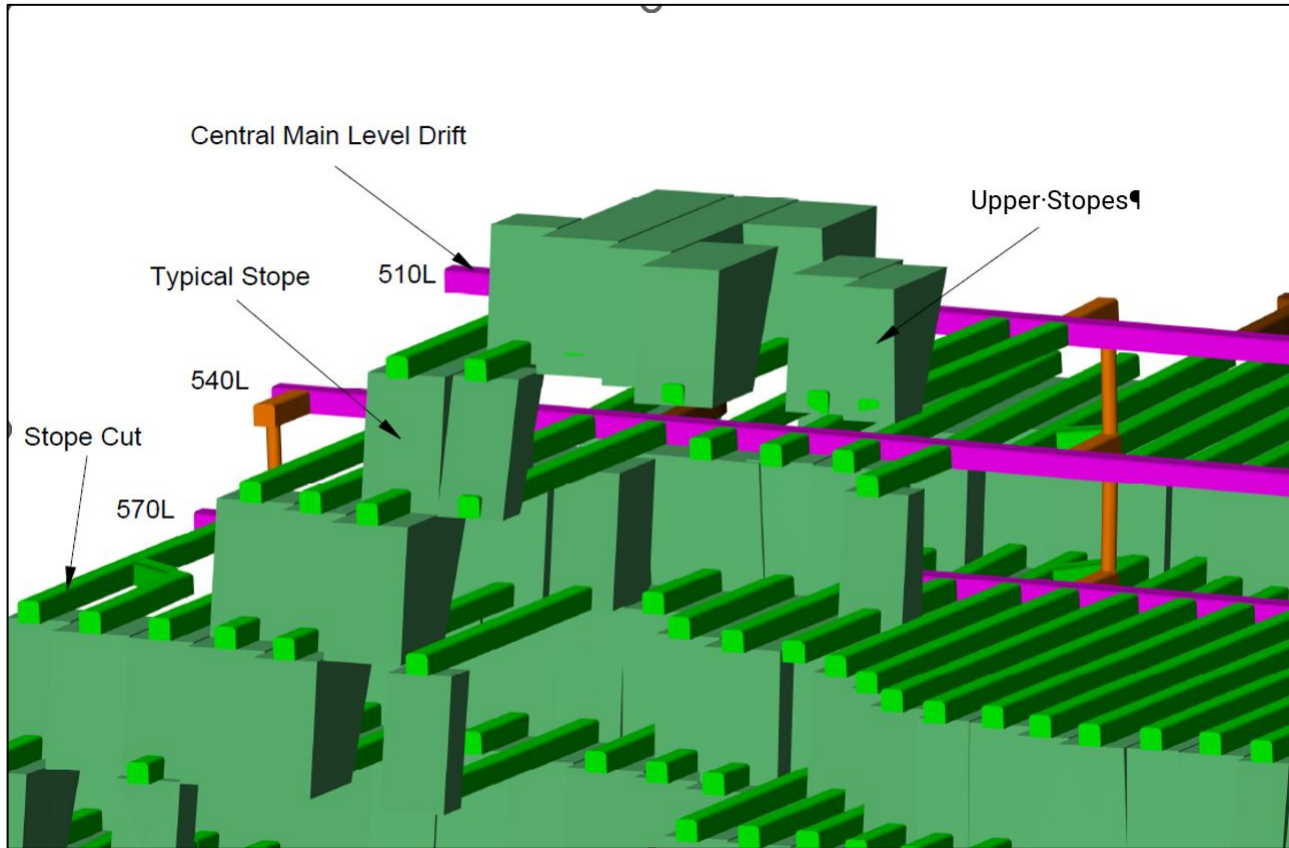 Central Main Level Drift
Upper·Stopes¶
Typical Stope
510L
540L
Stope Cut
570L